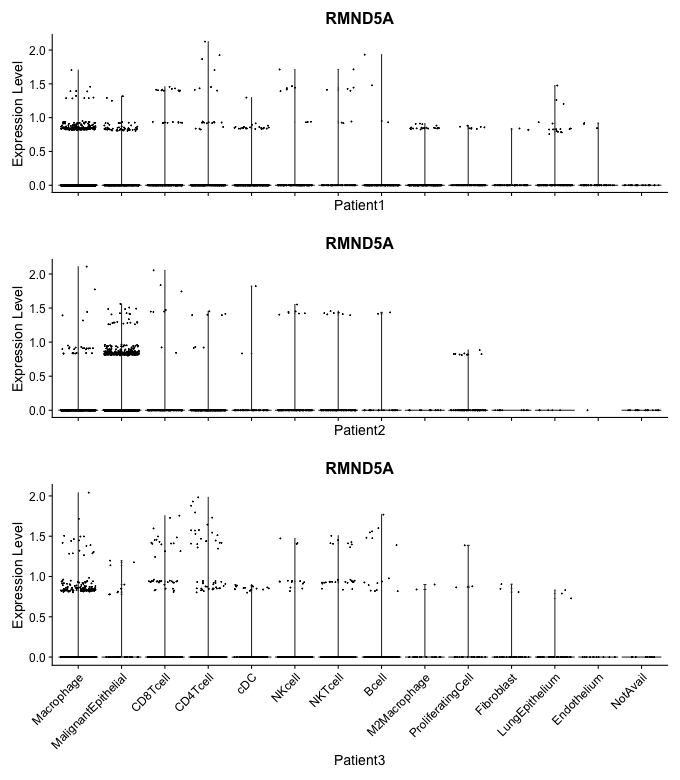 RMND5A
Expression Level
2.0
1.5
1.0
0.5
0.0
Patient1
RMND5A
Expression Level
2.0
1.5
1.0
0.5
0.0
Patient2
RMND5A
Expression Level
2.0
1.5
1.0
0.5
0.0
Macrophage
MalignantEpithelial
CD8Tcell
CD4Tcell
cDC
NKcell
NKTcell
Bcell
M2Macrophage
ProliferatingCell
Fibroblast
LungEpithelium
Endothelium
NotAvail
Patient3